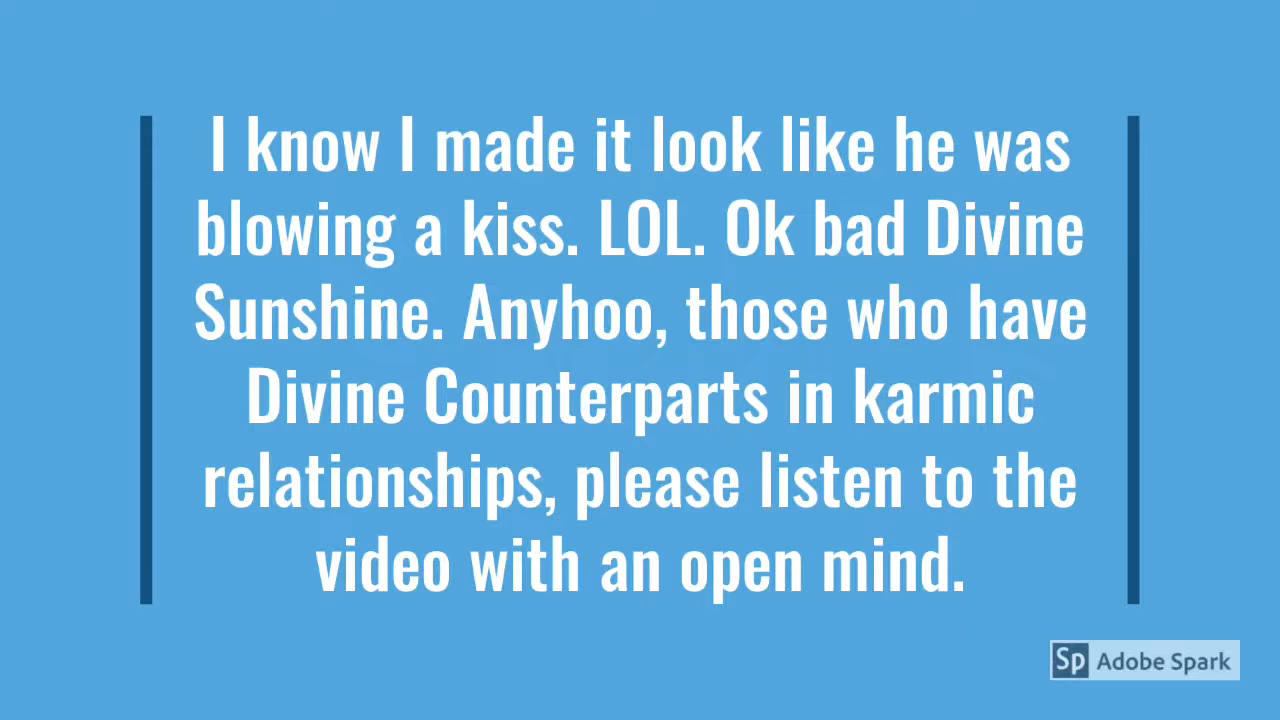 I know I made it look like he was
blowing a kiss. LOL. Ok bad Divine
Sunshine. Anyhoo, those who have
Divine Counterparts in karmic
relationships, please listen to the
video with an open mind.
Sp Adobe Spark